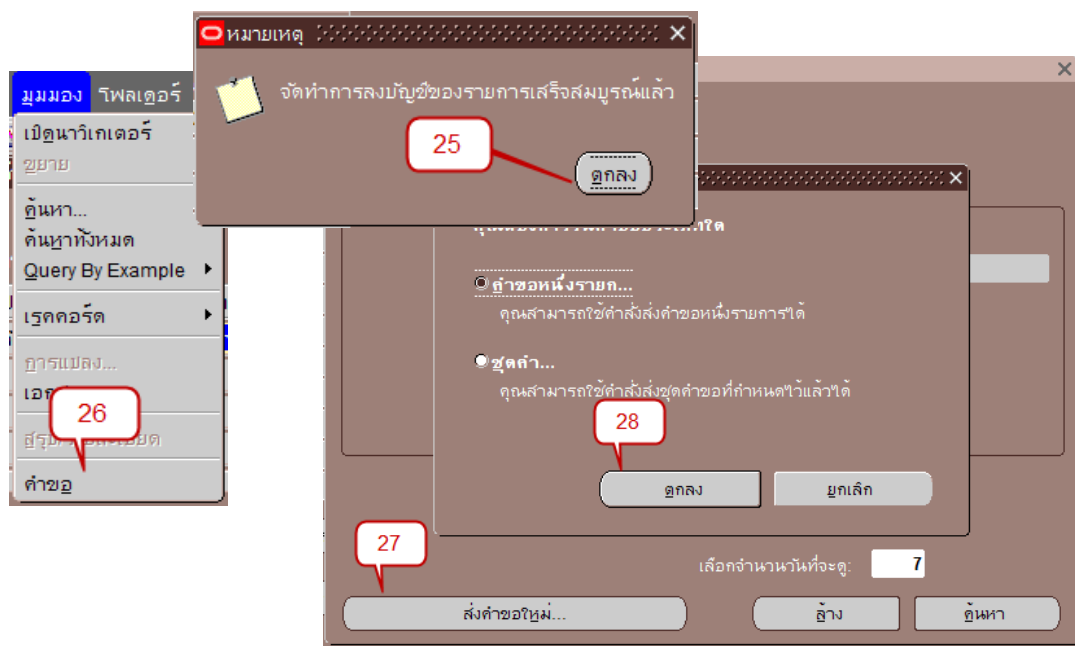 หมายเหตุ
จัดทำการลงบัญชีของรายการเสร็จสมบูรณ์แล้ว
25
ตกลง
มุมมอง โฟลเดอร์
เปิดนาวิเกเตอร์
ขยาย
ค้นหา...
ค้นหาทั้งหมด
Query By Example
เรคคอร์ด
การแปลง...
26
คำขอ
คำขอหนึ่งรายก...
คุณสามารถใช้คำสั่งส่งคำขอหนึ่งรายการได้
ชุดคำ...
คุณสามารถใช้คำสั่งส่งชุดคำขอที่กำหนดไว้แล้วได้
28
ตกลง ยกเลิก
27
เลือกจำนวนวันที่จะดู: 7
ส่งคำขอใหม่... ล้าง ค้นหา